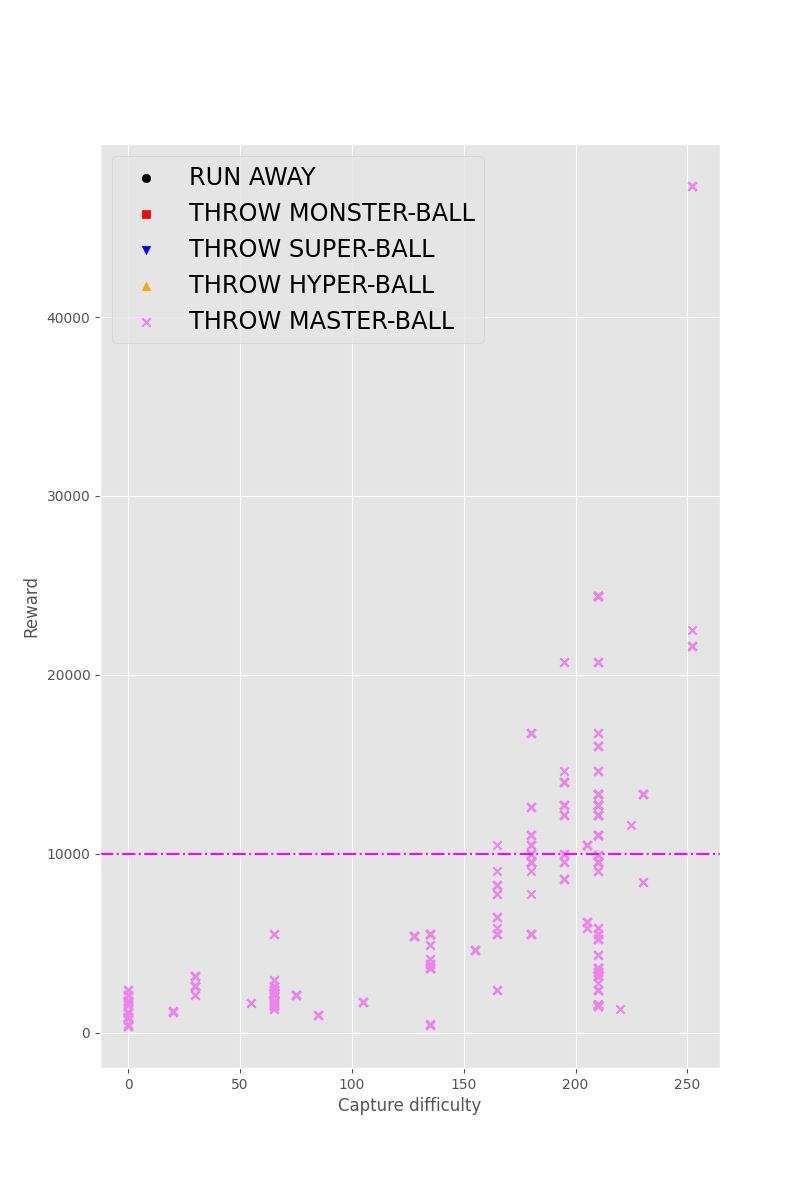 RUN AWAY
THROW MONSTER-BALL
THROW SUPER-BALL
THROW HYPER-BALL
THROW MASTER-BALL
40000
30000
20000
10000
0
Reward
0 50 100 150 200 250
Capture difficulty